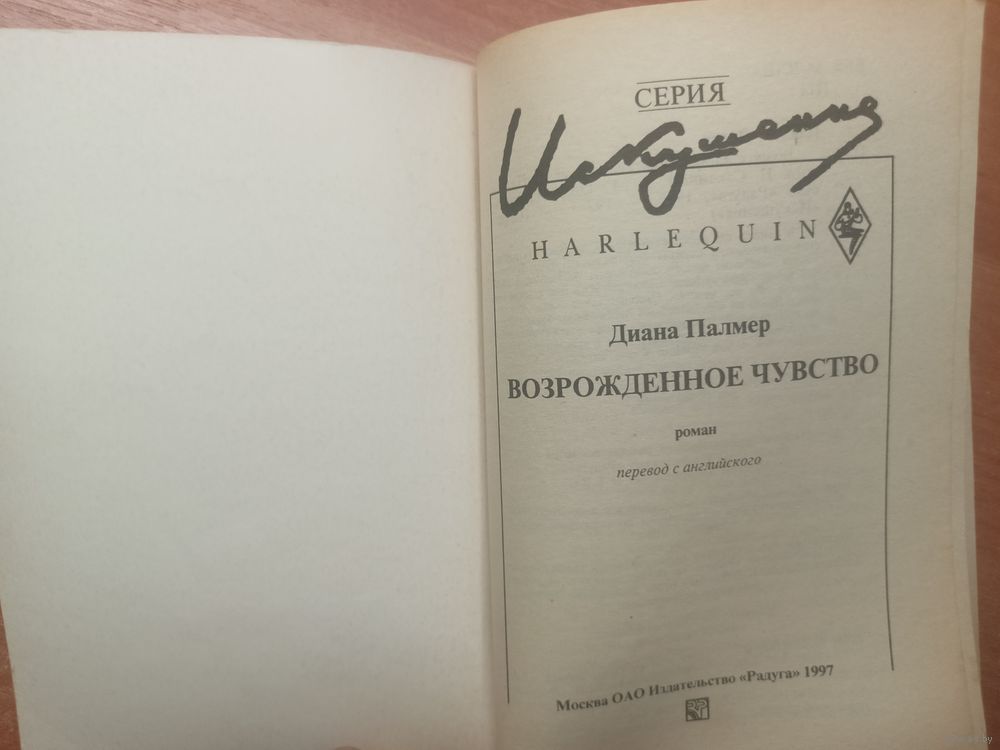 СЕРИЯ
Искушение
HARLEQUIN
Диана Палмер
ВОЗРОЖДЕННОЕ ЧУВСТВО
роман
перевод с английского
Москва ОАО Издательство «Радуга» 1997